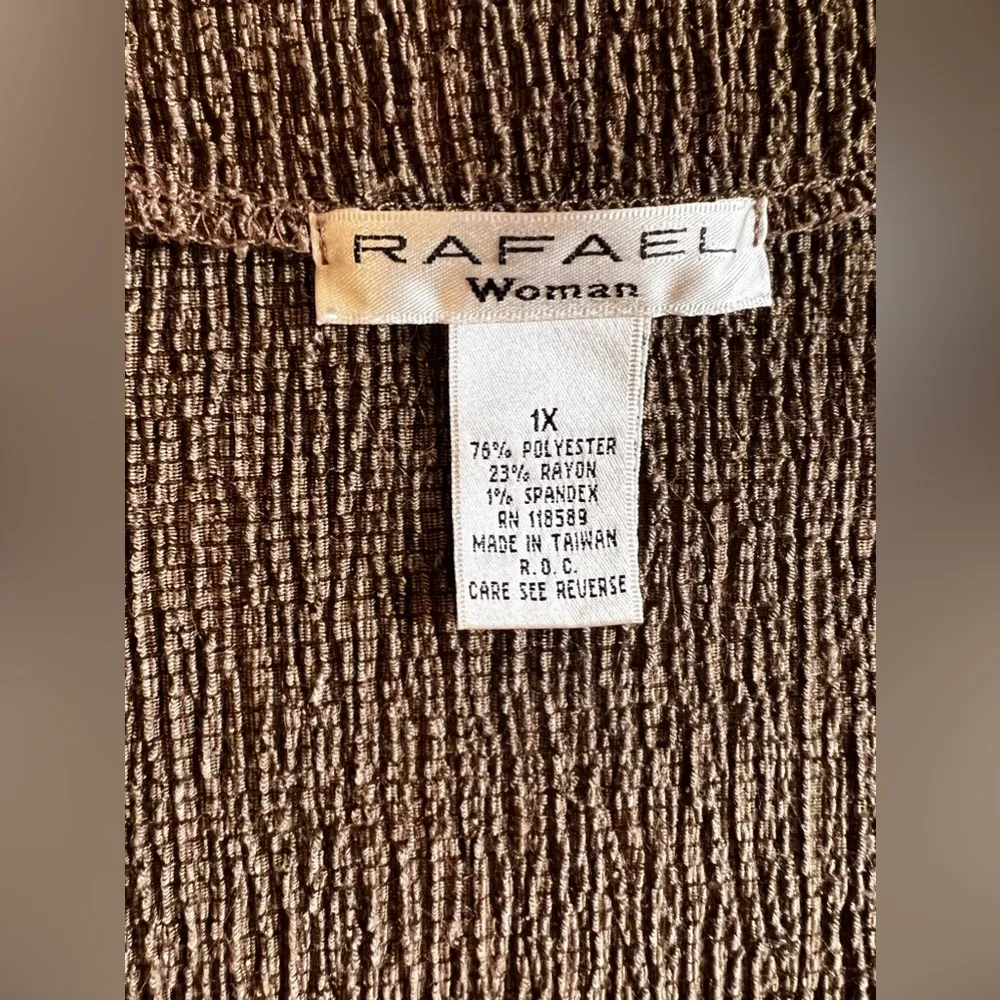 RAFAEL
Woman
1X
76% POLYESTER
23% RAYON
1% SPANDEX
RN 118589
MADE IN TAIWAN
R.O.C.
CARE SEE REVERSE